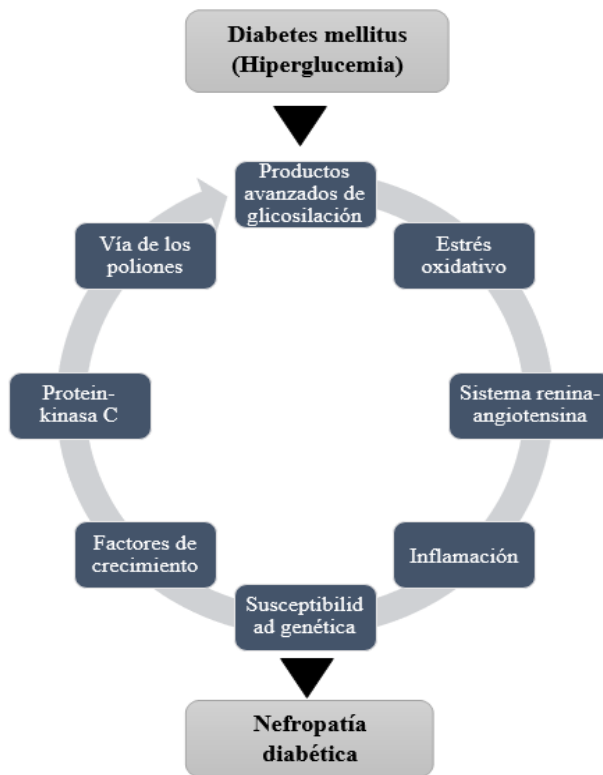 Diabetes mellitus
(Hiperglucemia)
Productos
avanzados de
glicosilación
Estrés
oxidativo
Sistema renina-
angiotensina
Inflamación
Susceptibilid
ad genética
Factores de
crecimiento
Protein-
kinasa C
Vía de los
poliones
Nefropatía
diabética